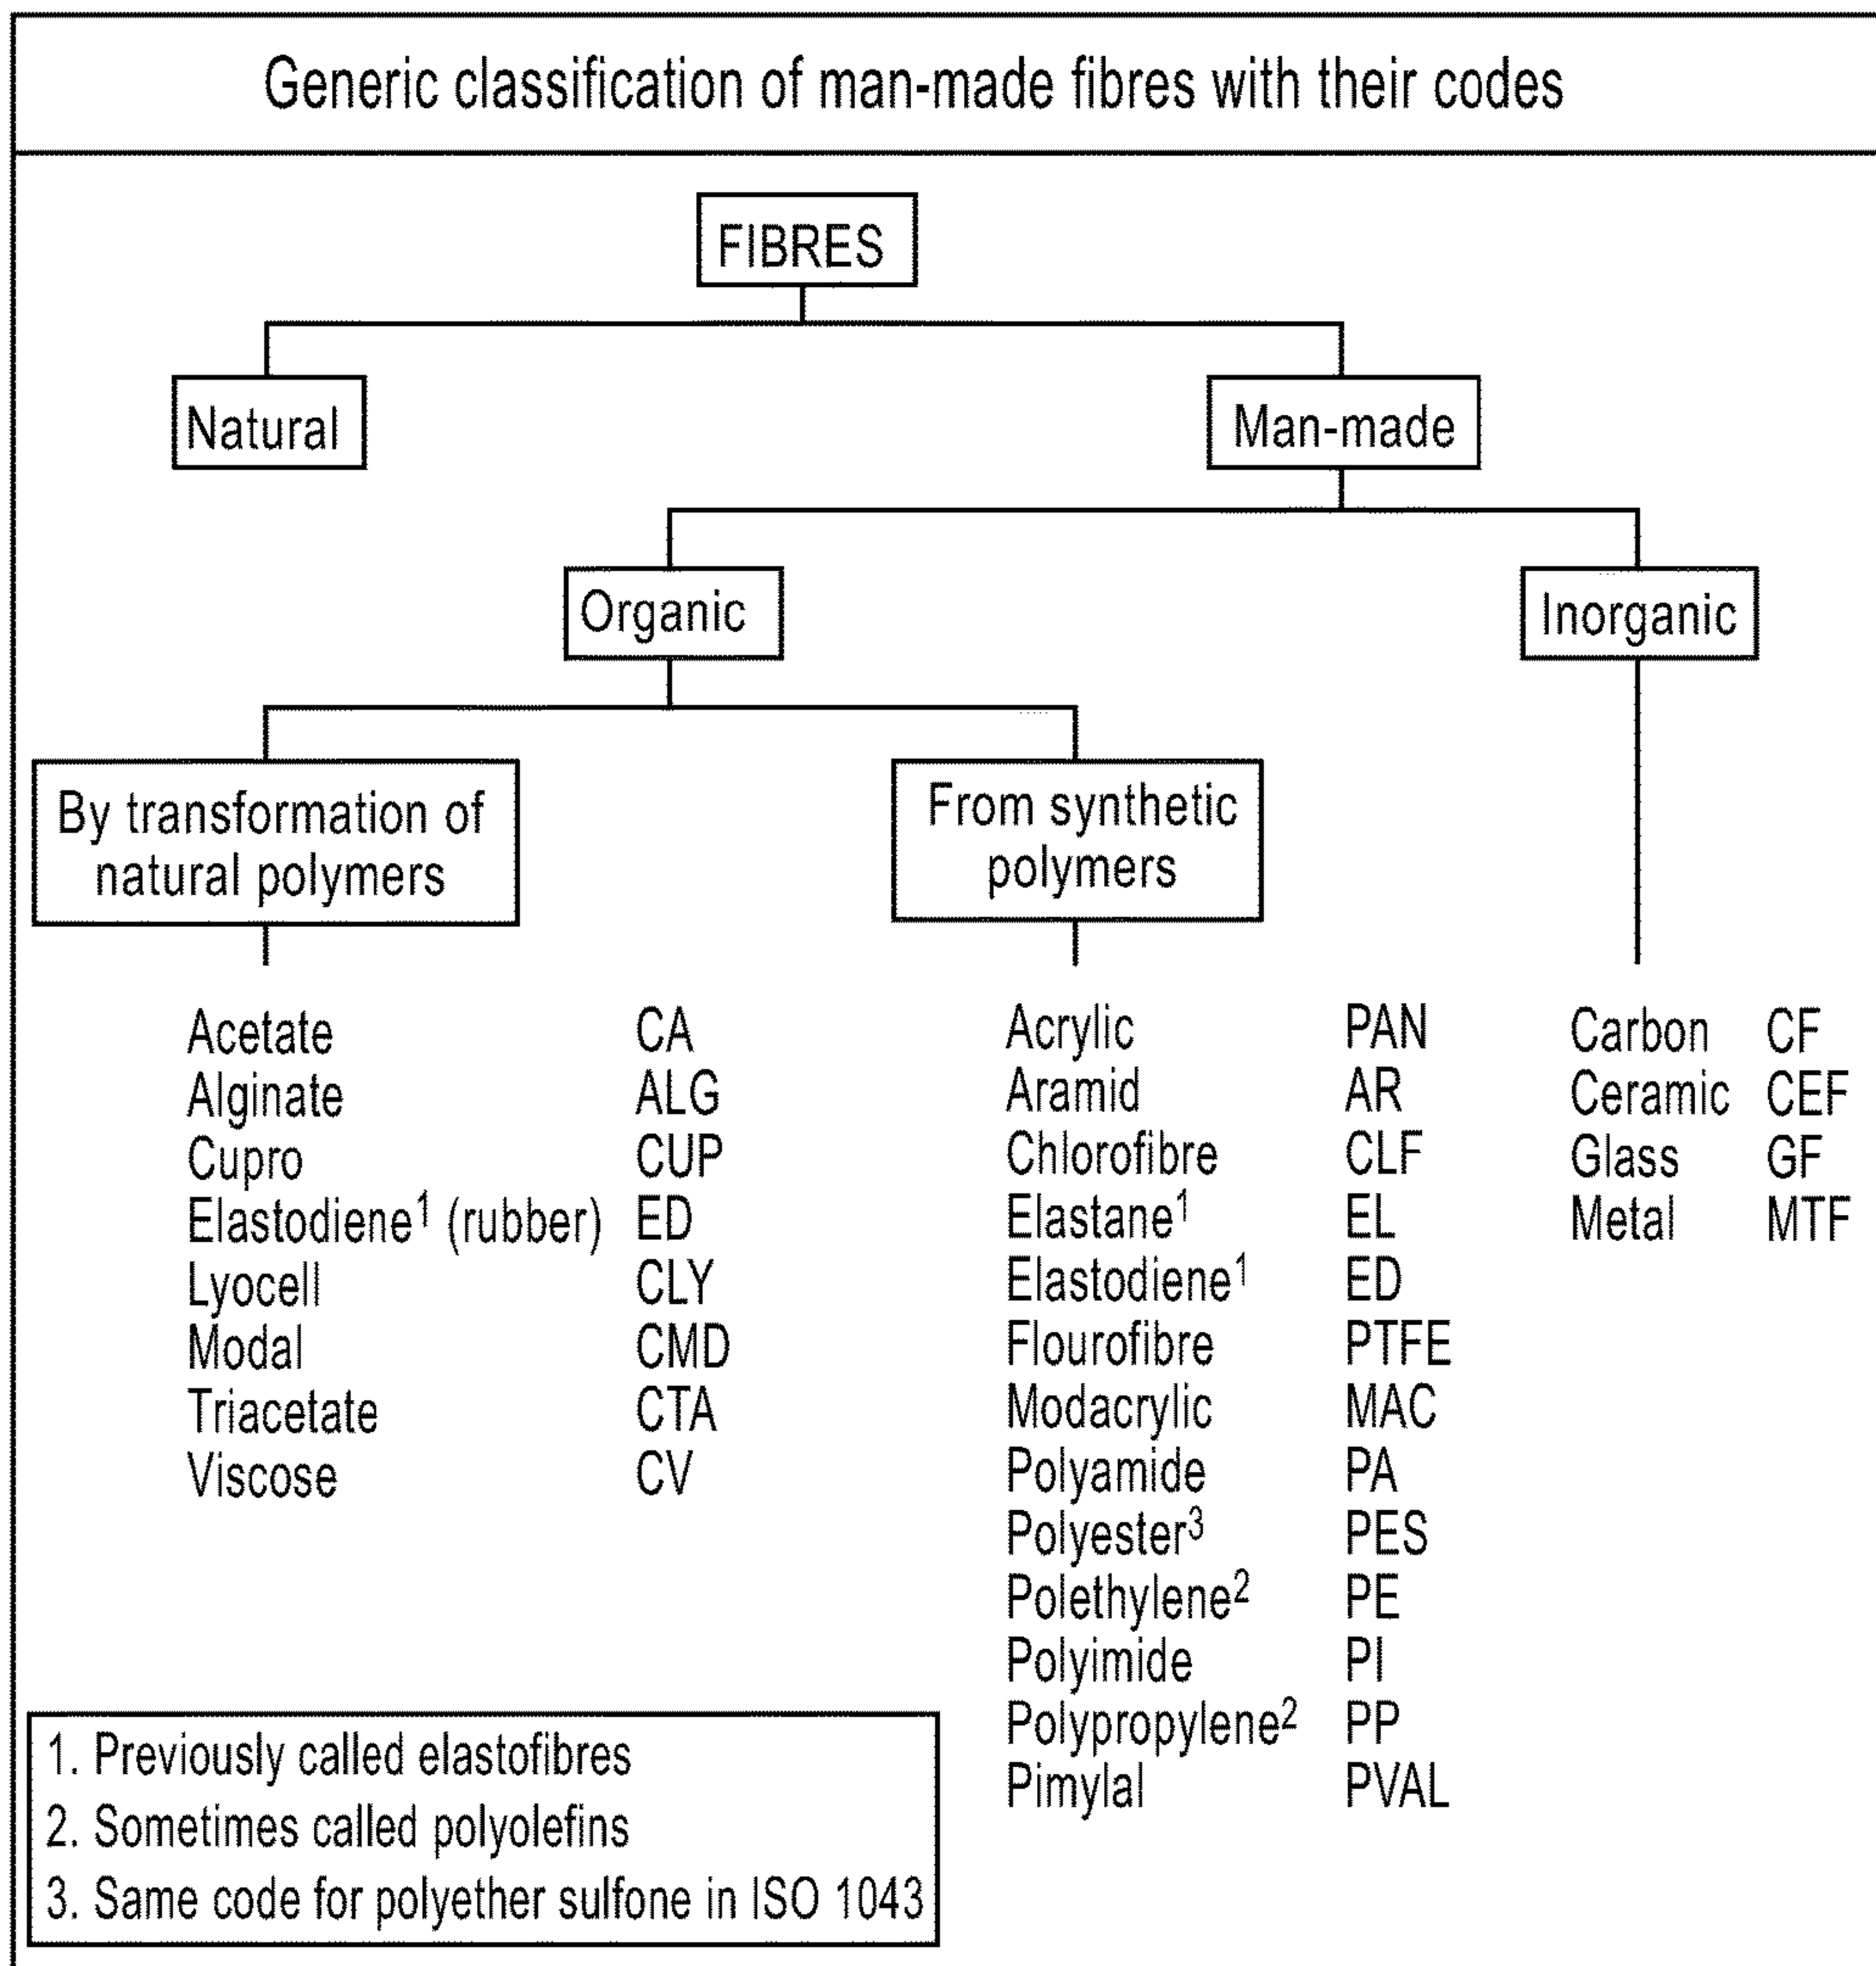 Generic classification of man-made fibres with their codes
FIBRES
Natural
Man-made
Organic
Inorganic
By transformation of
natural polymers
From synthetic
polymers
Acetate CA
Alginate ALG
Cupro CUP
Elastodiene¹ (rubber) ED
Lyocell CLY
Modal CMD
Triacetate CTA
Viscose CV
Acrylic PAN
Aramid AR
Chlorofibre CLF
Elastane¹ EL
Elastodiene¹ ED
Flourofibre PTFE
Modacrylic MAC
Polyamide PA
Polyester³ PES
Polethylene² PE
Polyimide PI
Polypropylene² PP
Pimylal PVAL
Carbon CF
Ceramic CEF
Glass GF
Metal MTF
1. Previously called elastofibres
2. Sometimes called polyolefins
3. Same code for polyether sulfone in ISO 1043